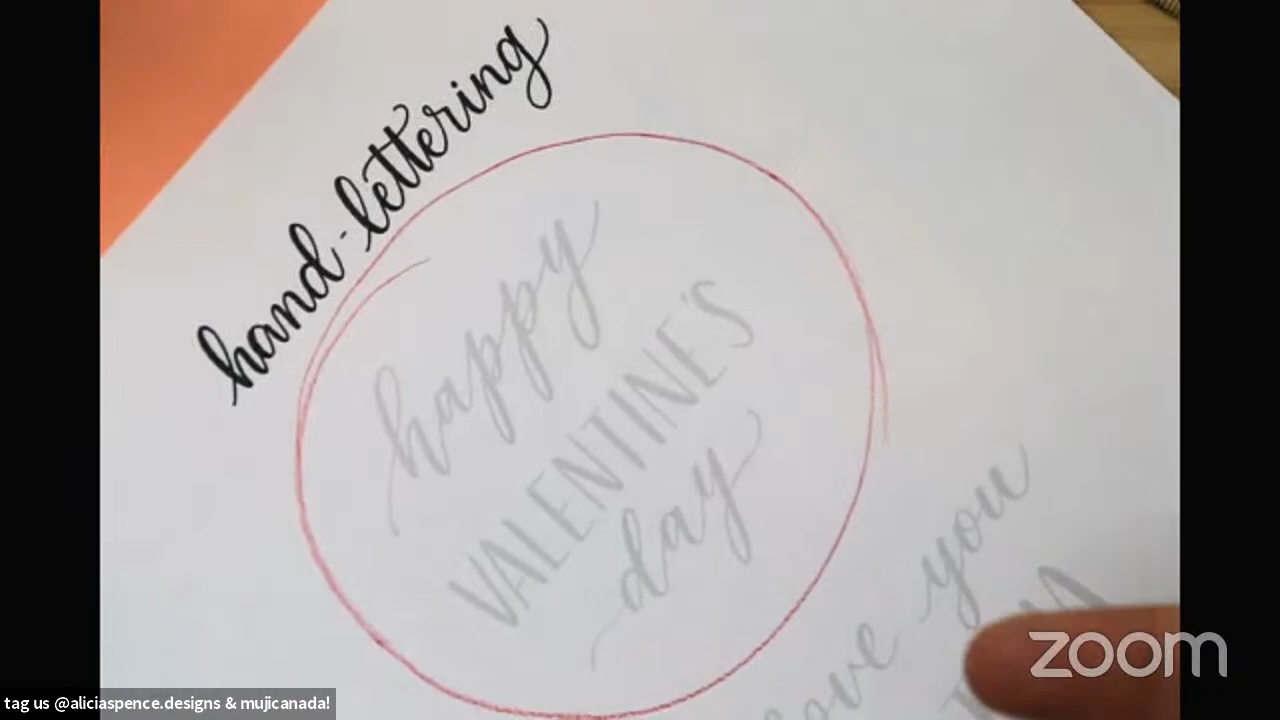 hand-lettering
happy
VALENTINE'S
day
love you
zoom
tag us @aliciaspence.designs & mujicanada!